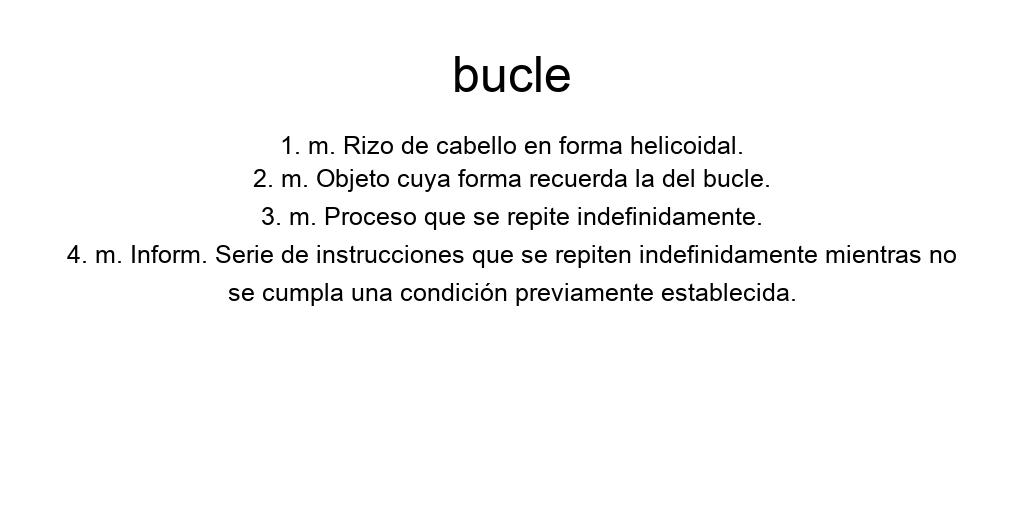 bucle
1. m. Rizo de cabello en forma helicoidal.
2. m. Objeto cuya forma recuerda la del bucle.
3. m. Proceso que se repite indefinidamente.
4. m. Inform. Serie de instrucciones que se repiten indefinidamente mientras no
se cumpla una condición previamente establecida.